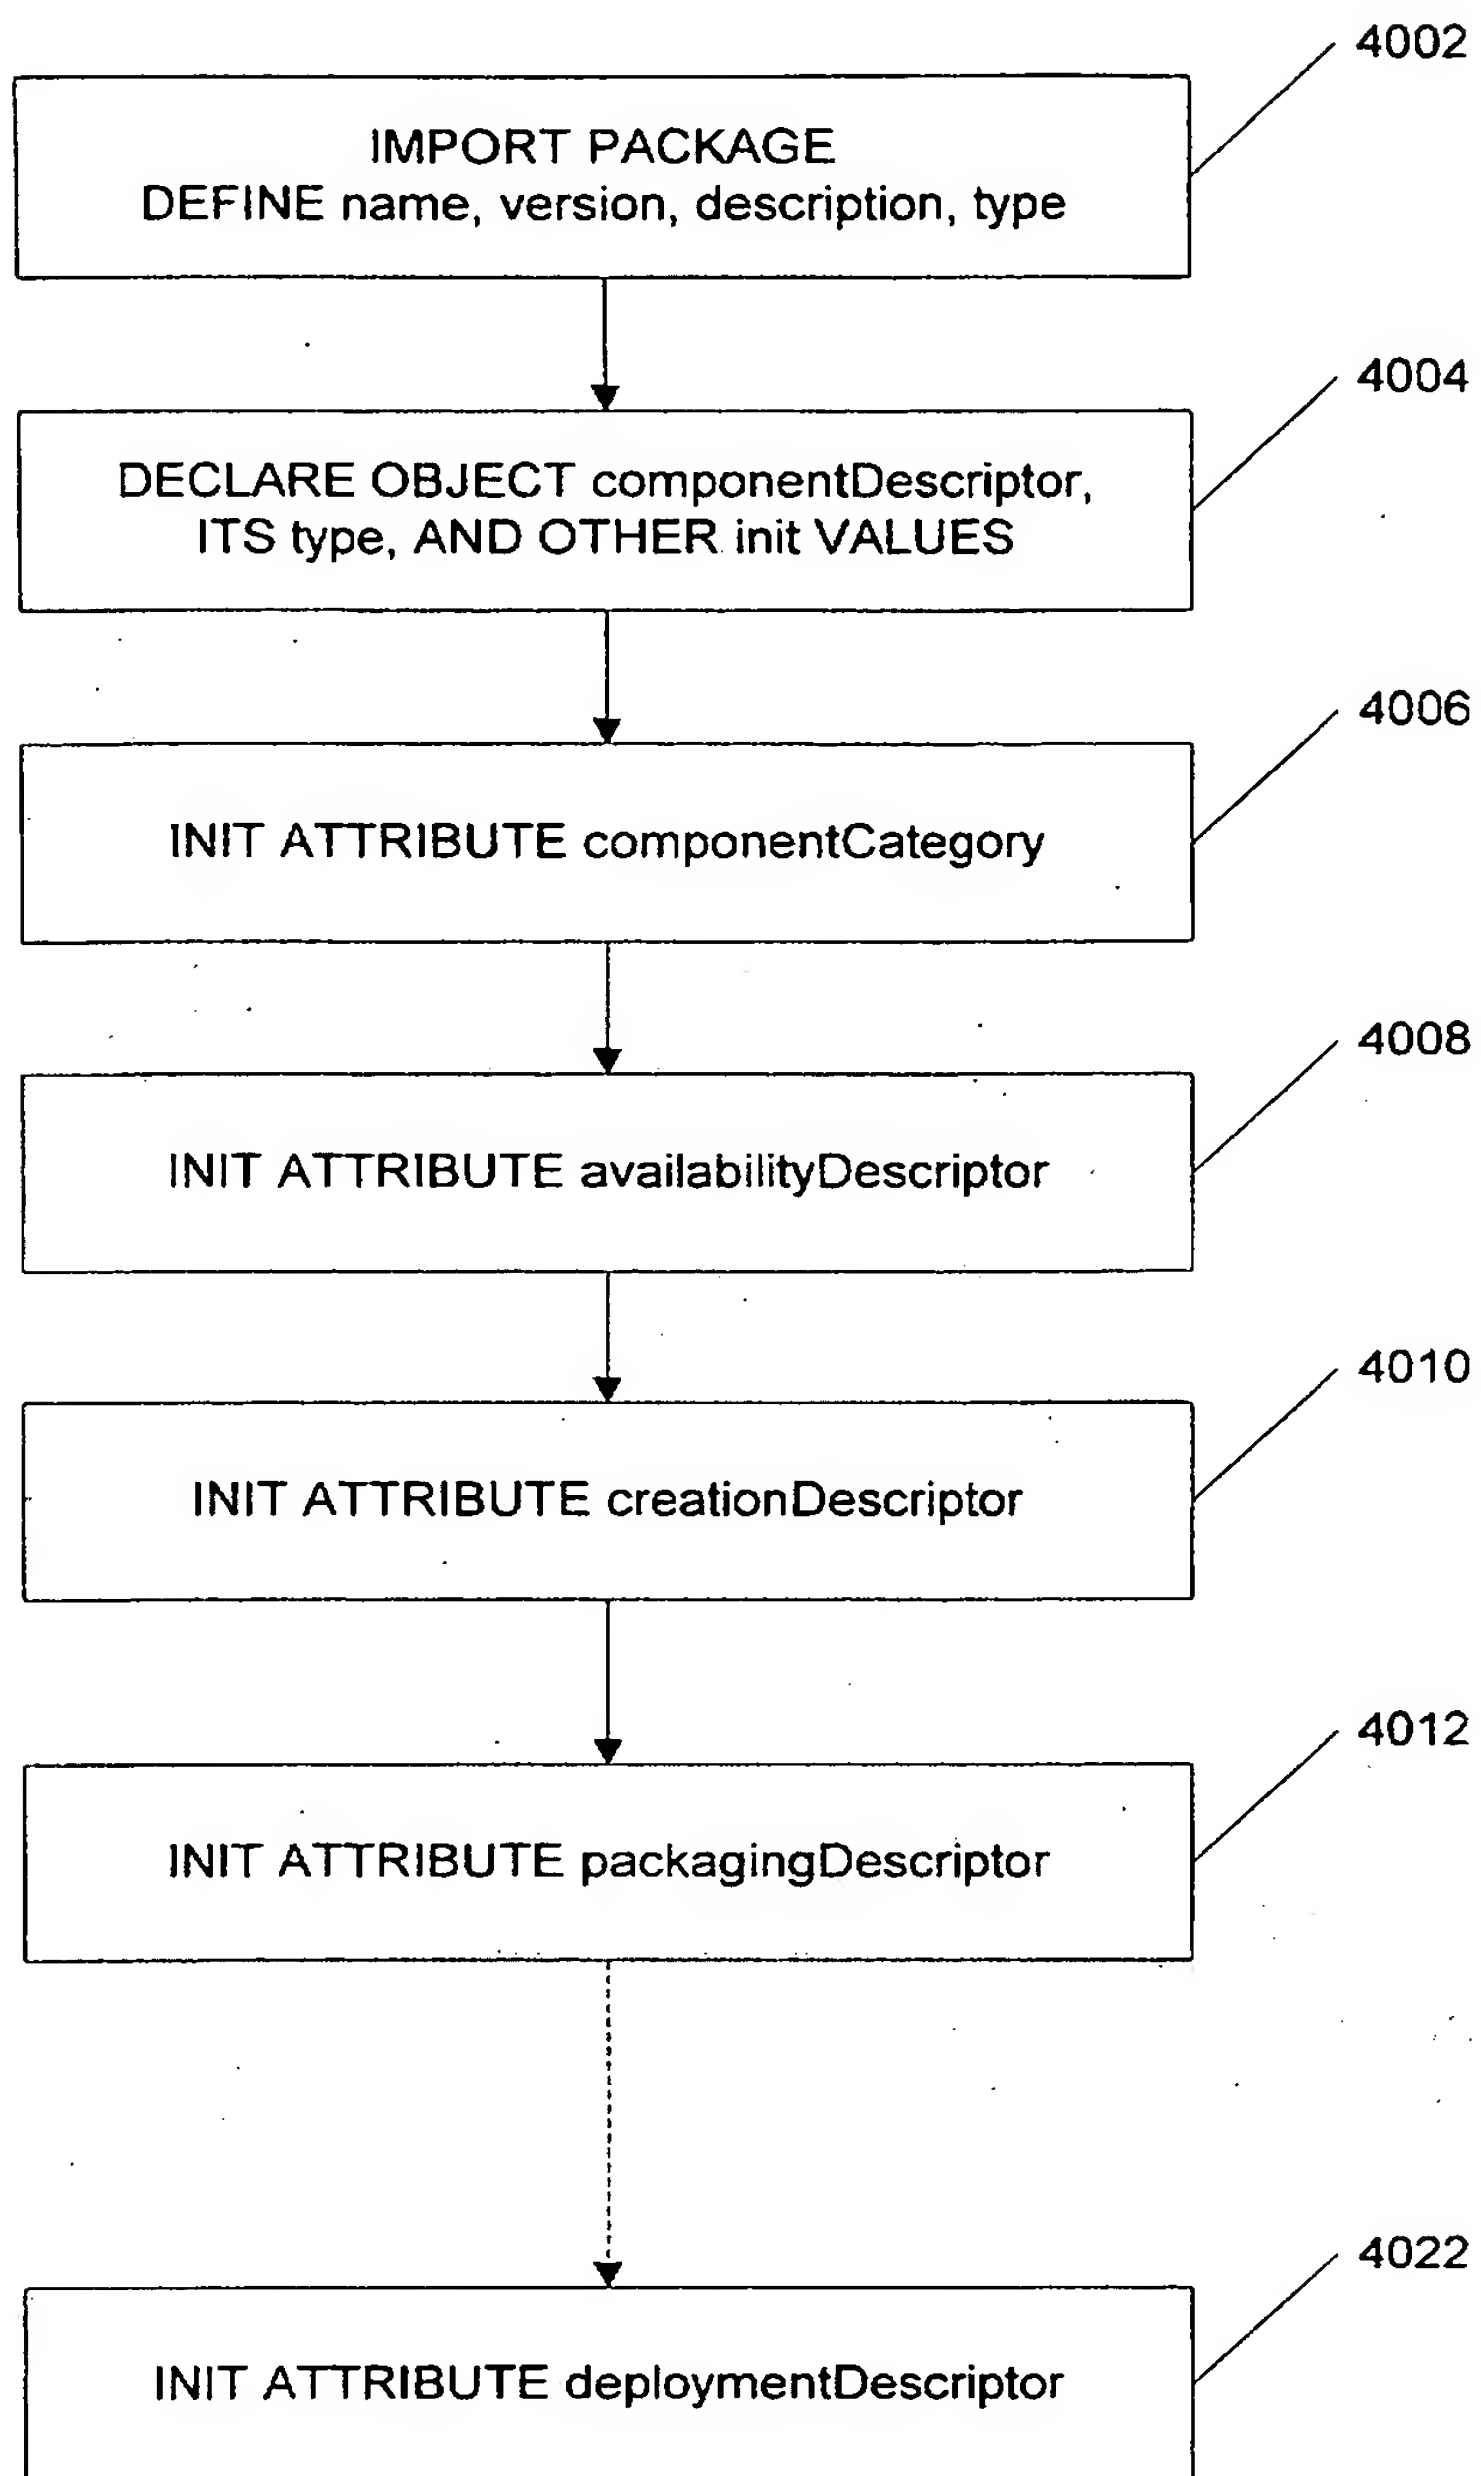 4002
IMPORT PACKAGE
DEFINE name, version, description, type
4004
DECLARE OBJECT componentDescriptor,
ITS type, AND OTHER init VALUES
4006
INIT ATTRIBUTE componentCategory
4008
INIT ATTRIBUTE availabilityDescriptor
4010
INIT ATTRIBUTE creationDescriptor
4012
INIT ATTRIBUTE packagingDescriptor
4022
INIT ATTRIBUTE deploymentDescriptor